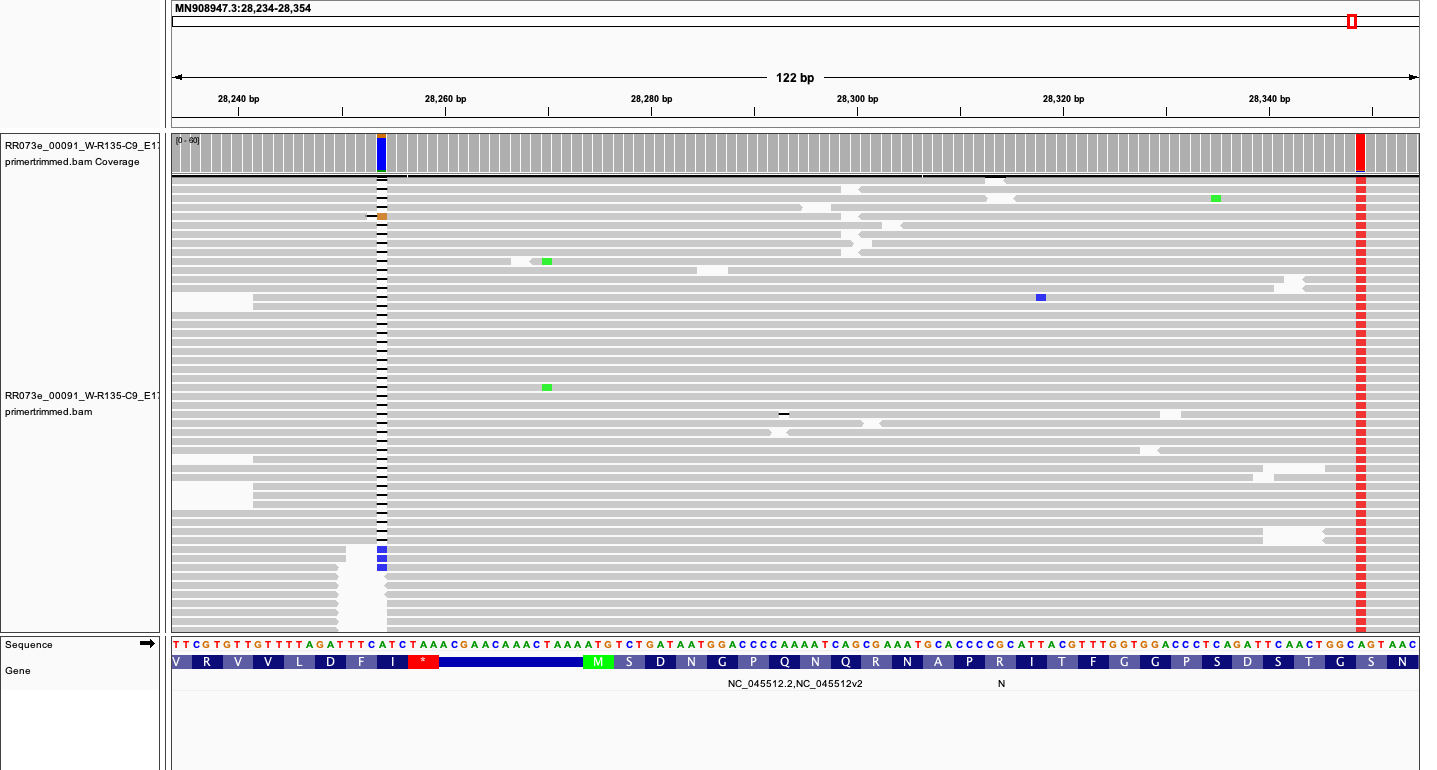 MN908947.3:28,234-28,354
122 bp
28,240 bp 28,260 bp 28,280 bp 28,300 bp 28,320 bp 28,340 bp
[0 - 60]
RR073e_00091_W-R135-C9_E17
primertrimmed.bam Coverage
RR073e_00091_W-R135-C9_E17
primertrimmed.bam
Sequence
TTCGTGTTGTTTTAGATTTCATCTAAACGAACAAACTAAAATGTCTGATAATGGACCCCAAAATCAGCGAAATGCACCCCGCATTACGTTTGGTGGACCCTCAGATTCAACTGGCAGTAAC
Gene
V R V V L D F I * M S D N G P Q N Q R N A P R I T F G G P S D S T G S N
NC_045512.2,NC_045512v2 N